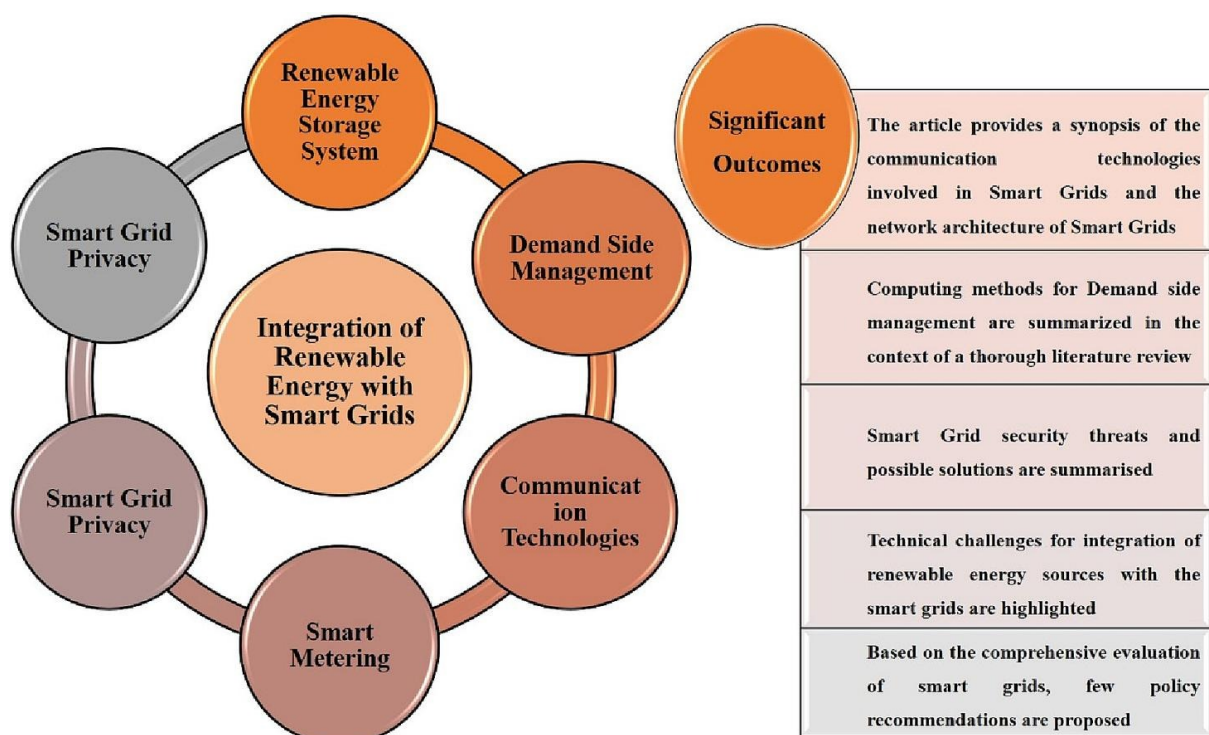 Renewable
Energy
Storage
System
Demand Side
Management
Communicat
ion
Technologies
Smart
Metering
Smart Grid
Privacy
Smart Grid
Privacy
Integration of
Renewable
Energy with
Smart Grids
Significant
Outcomes
The article provides a synopsis of the
communication technologies
involved in Smart Grids and the
network architecture of Smart Grids
Computing methods for Demand side
management are summarized in the
context of a thorough literature review
Smart Grid security threats and
possible solutions are summarised
Technical challenges for integration of
renewable energy sources with the
smart grids are highlighted
Based on the comprehensive evaluation
of smart grids, few policy
recommendations are proposed